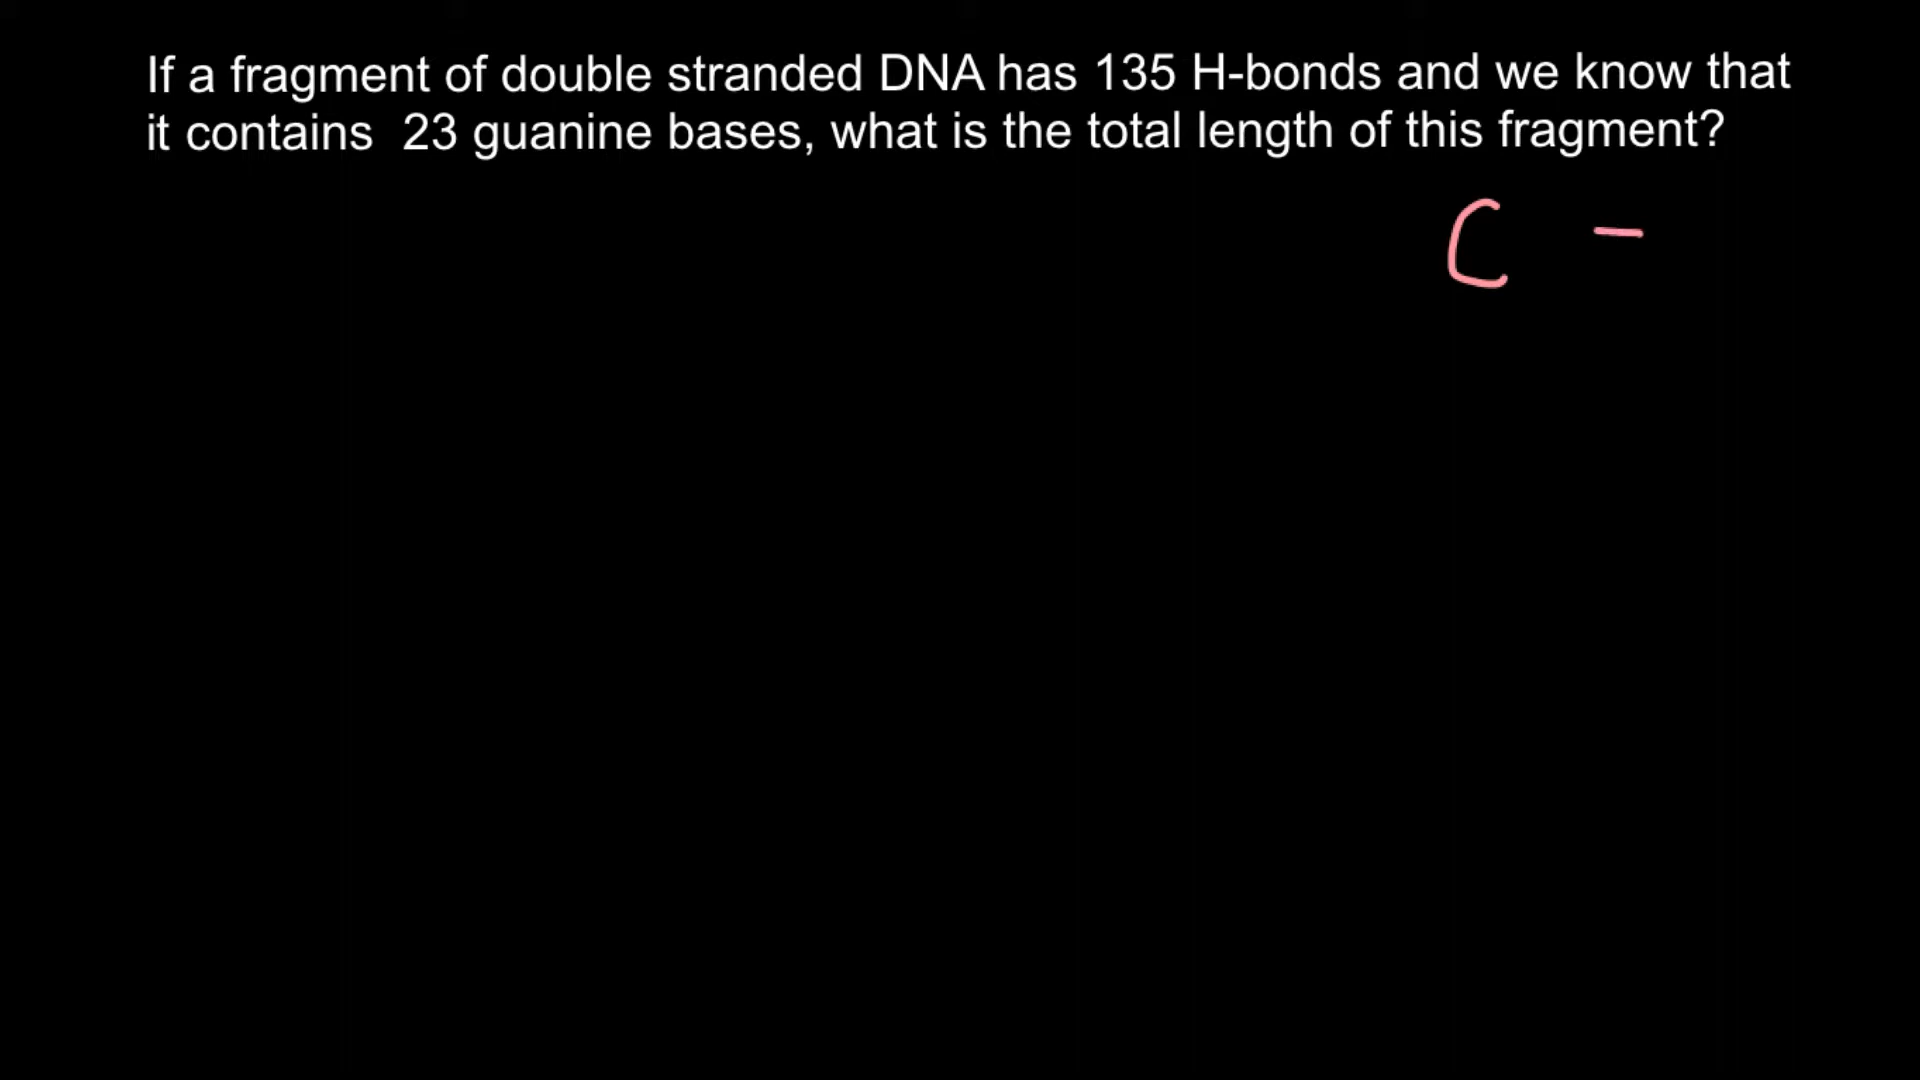 If a fragment of double stranded DNA has 135 H-bonds and we know that
it contains  23 guanine bases, what is the total length of this fragment?
C -